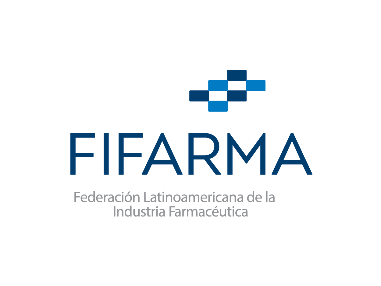 FIFARMA
Federación Latinoamericana de la
Industria Farmacéutica